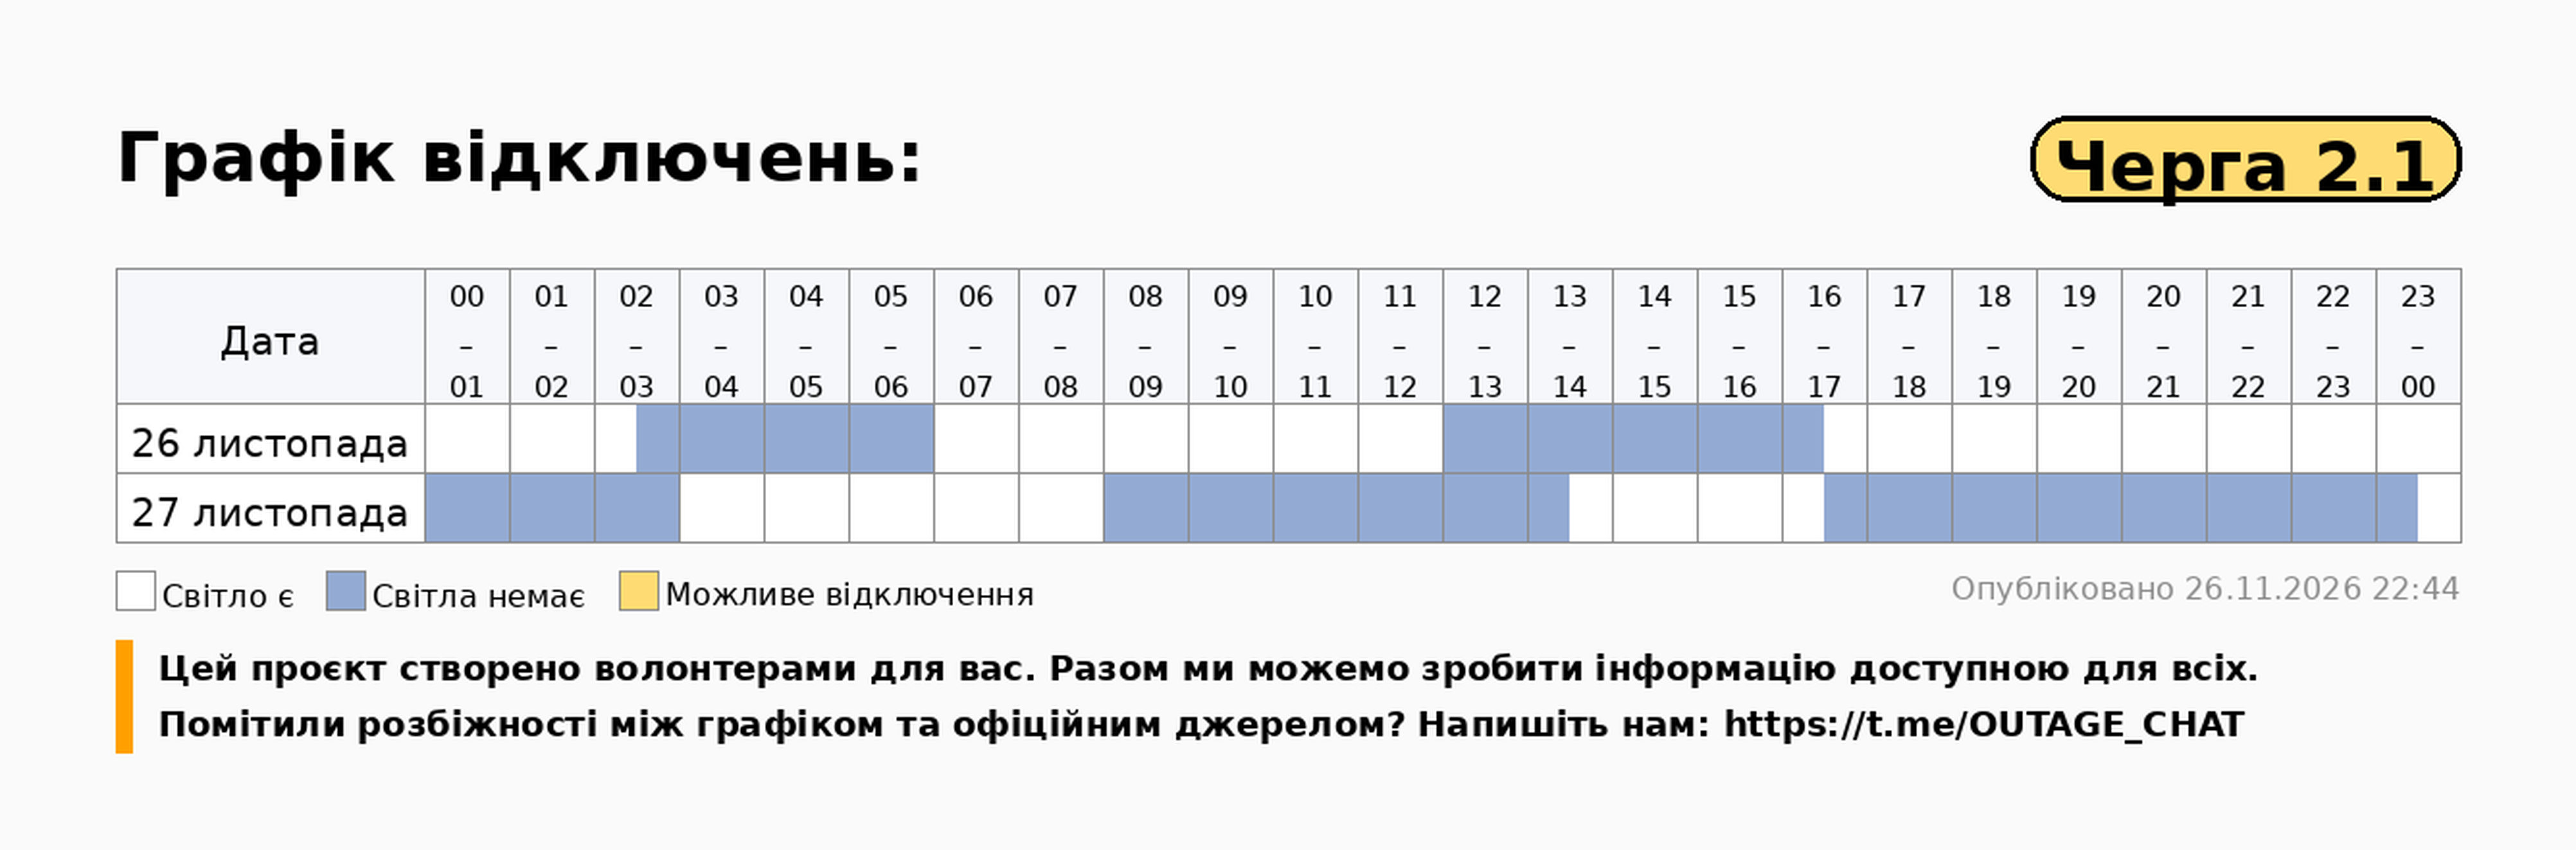 Графік відключень:
Черга 2.1
Дата
00 – 01
01 – 02
02 – 03
03 – 04
04 – 05
05 – 06
06 – 07
07 – 08
08 – 09
09 – 10
10 – 11
11 – 12
12 – 13
13 – 14
14 – 15
15 – 16
16 – 17
17 – 18
18 – 19
19 – 20
20 – 21
21 – 22
22 – 23
23 – 00
26 листопада
27 листопада
Світло є
Світла немає
Можливе відключення
Опубліковано 26.11.2026 22:44
Цей проєкт створено волонтерами для вас. Разом ми можемо зробити інформацію доступною для всіх.
Помітили розбіжності між графіком та офіційним джерелом? Напишіть нам: https://t.me/OUTAGE_CHAT